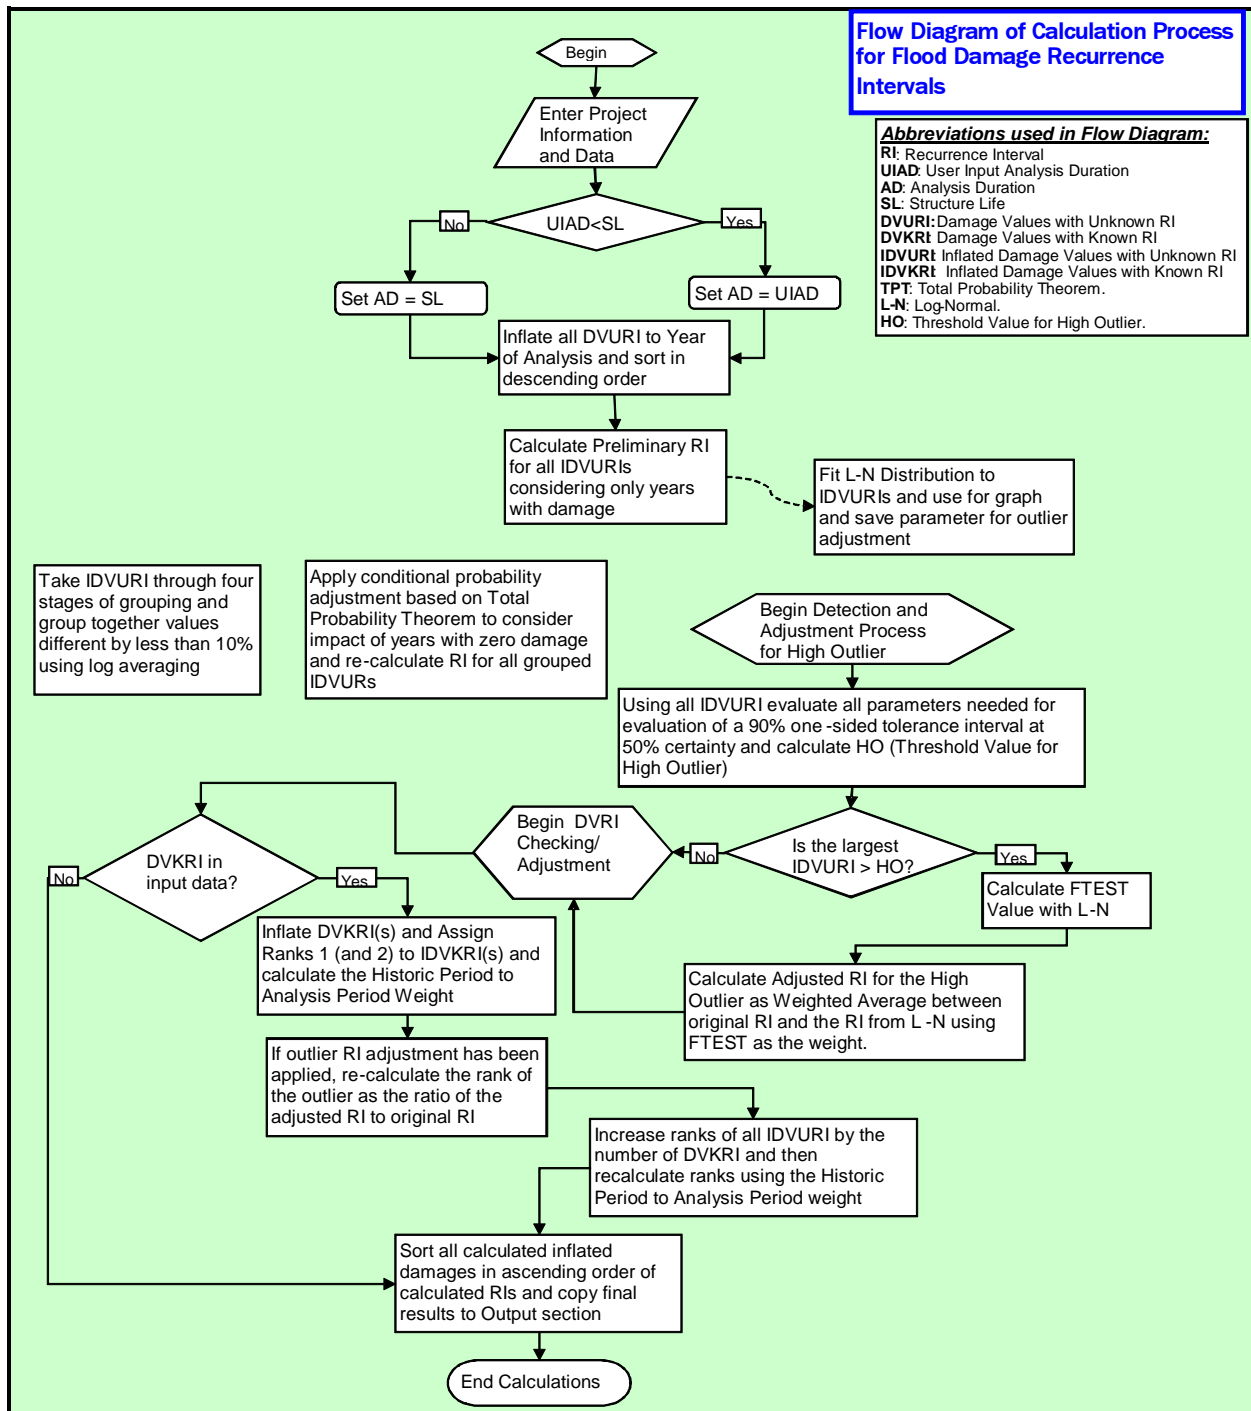 Flow Diagram of Calculation Process
for Flood Damage Recurrence
Intervals
Abbreviations used in Flow Diagram:
RI: Recurrence Interval
UIAD: User Input Analysis Duration
AD: Analysis Duration
SL: Structure Life
DVURI: Damage Values with Unknown RI
DVKRI: Damage Values with Known RI
IDVURI: Inflated Damage Values with Unknown RI
IDVKRI: Inflated Damage Values with Known RI
TPT: Total Probability Theorem.
L-N: Log-Normal.
HO: Threshold Value for High Outlier.
Begin
Enter Project
Information
and Data
UIAD<SL
No
Yes
Set AD = SL
Set AD = UIAD
Inflate all DVURI to Year
of Analysis and sort in
descending order
Calculate Preliminary RI
for all IDVURIs
considering only years
with damage
Fit L-N Distribution to
IDVURIs and use for graph
and save parameter for outlier
adjustment
Take IDVURI through four
stages of grouping and
group together values
different by less than 10%
using log averaging
Apply conditional probability
adjustment based on Total
Probability Theorem to consider
impact of years with zero damage
and re-calculate RI for all grouped
IDVURs
Begin Detection and
Adjustment Process
for High Outlier
Using all IDVURI evaluate all parameters needed for
evaluation of a 90% one -sided tolerance interval at
50% certainty and calculate HO (Threshold Value for
High Outlier)
Is the largest
IDVURI > HO?
No
Yes
Begin DVRI
Checking/
Adjustment
Calculate FTEST
Value with L-N
DVKRI in
input data?
No
Yes
Inflate DVKRI(s) and Assign
Ranks 1 (and 2) to IDVKRI(s) and
calculate the Historic Period to
Analysis Period Weight
Calculate Adjusted RI for the High
Outlier as Weighted Average between
original RI and the RI from L -N using
FTEST as the weight.
If outlier RI adjustment has been
applied, re-calculate the rank of
the outlier as the ratio of the
adjusted RI to original RI
Increase ranks of all IDVURI by the
number of DVKRI and then
recalculate ranks using the Historic
Period to Analysis Period weight
Sort all calculated inflated
damages in ascending order of
calculated RIs and copy final
results to Output section
End Calculations